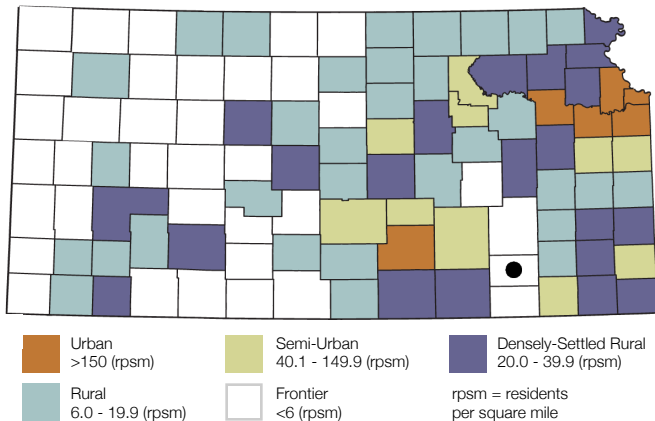 Urban
>150 (rpsm)
Semi-Urban
40.1 - 149.9 (rpsm)
Densely-Settled Rural
20.0 - 39.9 (rpsm)
Rural
6.0 - 19.9 (rpsm)
Frontier
<6 (rpsm)
rpsm = residents
per square mile